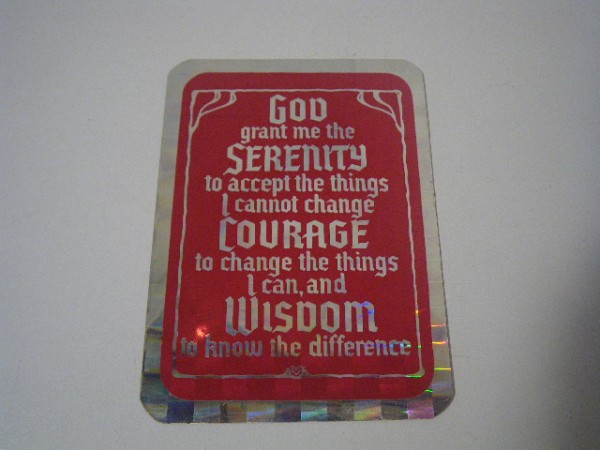 GOD
grant me the
SERENITY
to accept the things
I cannot change
COURAGE
to change the things
I can, and
WISDOM
to know the difference